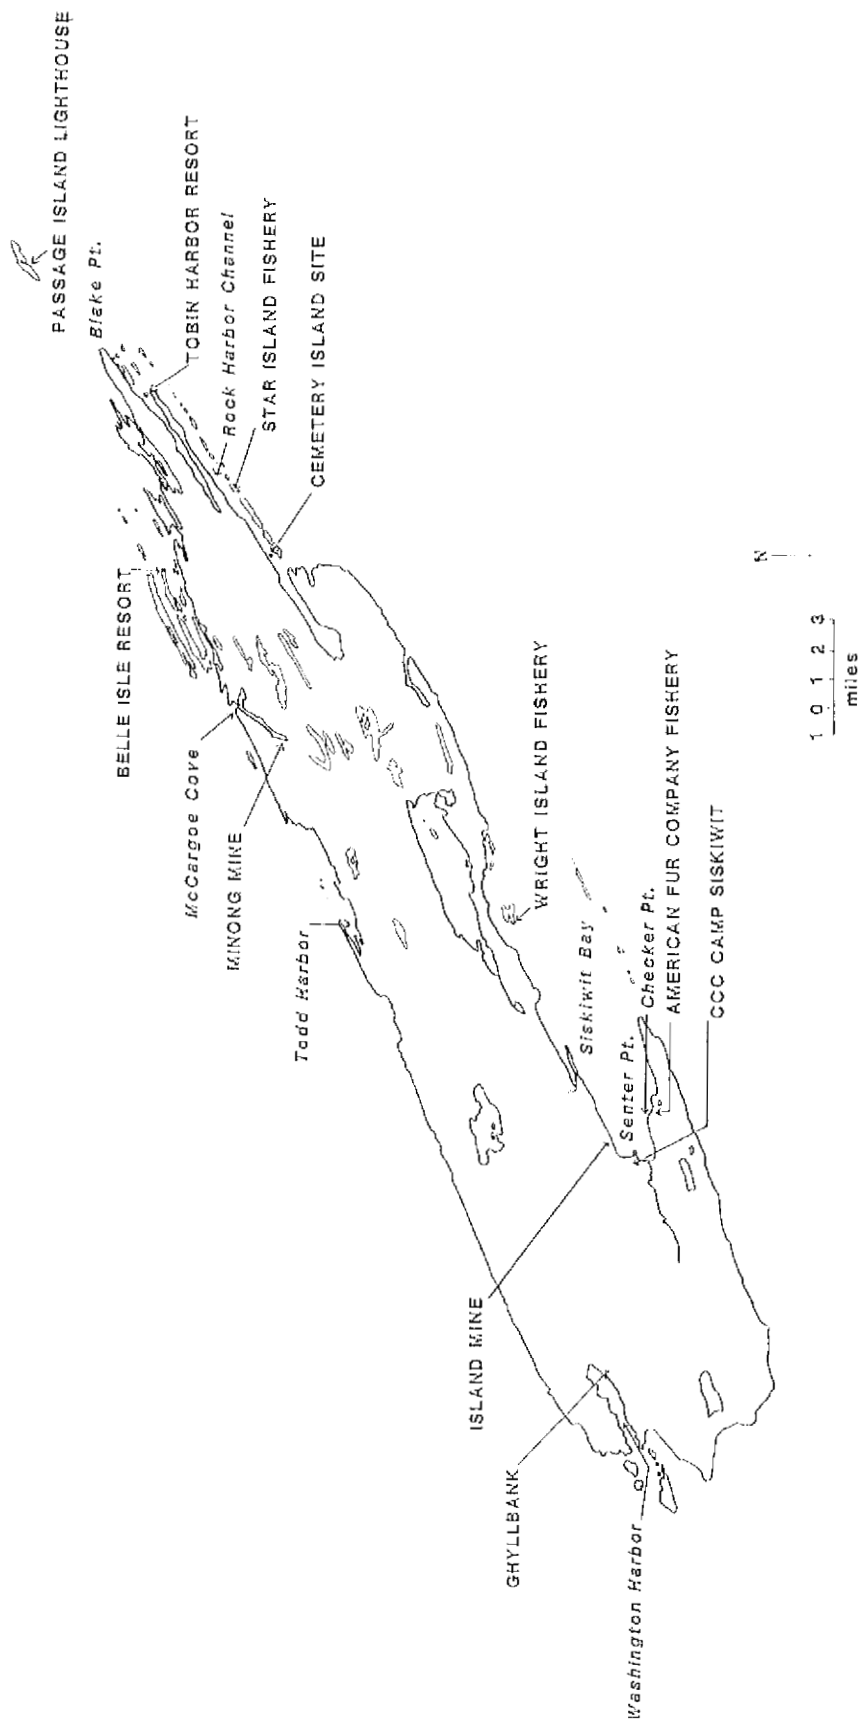 PASSAGE ISLAND LIGHTHOUSE
Blake Pt.
TOBIN HARBOR RESORT
Rock Harbor Channel
STAR ISLAND FISHERY
CEMETERY ISLAND SITE
BELLE ISLE RESORT
McCargoe Cove
MINONG MINE
Todd Harbor
WRIGHT ISLAND FISHERY
Siskiwit Bay
Senter Pt.
Checker Pt.
AMERICAN FUR COMPANY FISHERY
CCC CAMP SISKIWIT
ISLAND MINE
GHYLLBANK
Washington Harbor
N
1 0 1 2 3
miles